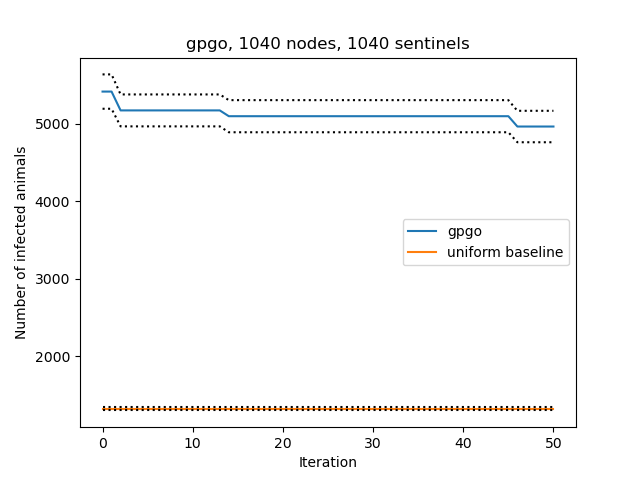 gpgo, 1040 nodes, 1040 sentinels
Number of infected animals
5000
4000
3000
2000
gpgo
uniform baseline
0 10 20 30 40 50
Iteration